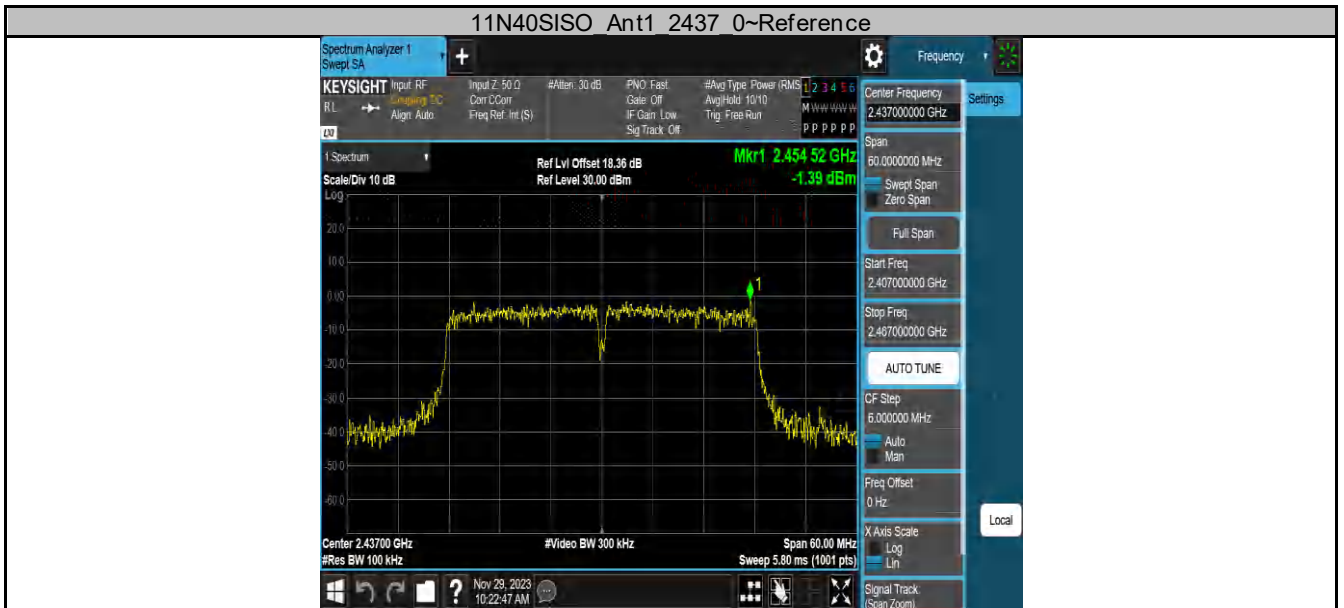 11N40SISO_Ant1_2437_0~Reference
Spectrum Analyzer 1
Swept SA
+
Frequency
KEYSIGHT
RL
LXI
Input: RF
Coupling: DC
Align: Auto
Input Z: 50 Ω
Corr CCorr
Freq Ref: Int (S)
#Atten: 30 dB
PNO: Fast
Gate: Off
IF Gain: Low
Sig Track: Off
#Avg Type: Power (RMS
Avg|Hold: 10/10
Trig: Free Run
1 2 3 4 5 6
M W W W W W
P P P P P P
1 Spectrum
Scale/Div 10 dB
Ref Lvl Offset 18.36 dB
Ref Level 30.00 dBm
Mkr1 2.454 52 GHz
-1.39 dBm
Log
20.0
10.0
0.00
-10.0
-20.0
-30.0
-40.0
-50.0
-60.0
1
Center 2.43700 GHz
#Res BW 100 kHz
#Video BW 300 kHz
Span 60.00 MHz
Sweep 5.80 ms (1001 pts)
?
Nov 29, 2023
10:22:47 AM
Center Frequency
2.437000000 GHz
Settings
Span
60.0000000 MHz
Swept Span
Zero Span
Full Span
Start Freq
2.407000000 GHz
Stop Freq
2.467000000 GHz
AUTO TUNE
CF Step
6.000000 MHz
Auto
Man
Freq Offset
0 Hz
X Axis Scale
Log
Lin
Local
Signal Track
(Span Zoom)